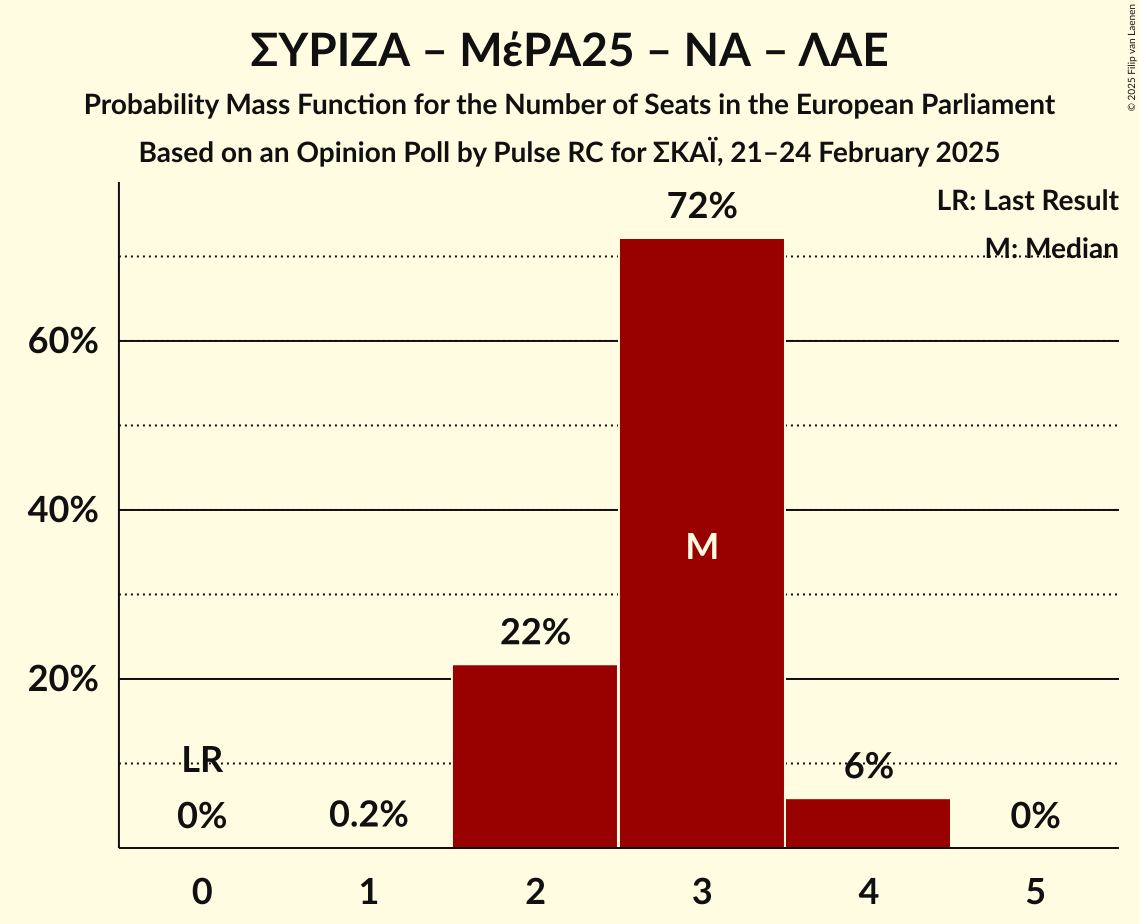 ΣΥΡΙΖΑ – ΜέΡΑ25 – ΝΑ – ΛΑΕ
Probability Mass Function for the Number of Seats in the European Parliament
Based on an Opinion Poll by Pulse RC for ΣΚΑΪ, 21–24 February 2025
© 2025 Filip van Laenen
LR: Last Result
M: Median
72%
60%
40%
M
22%
20%
LR
6%
0%
0.2%
0%
0
1
2
3
4
5